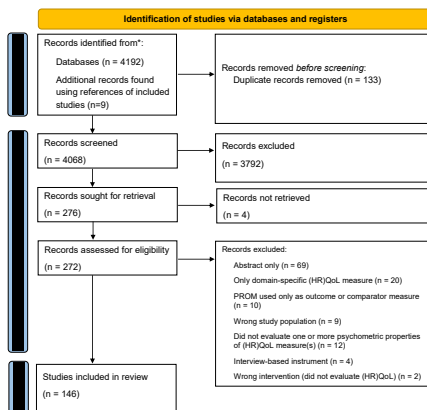 Identification of studies via databases and registers
Records identified from*:
Databases (n = 4192)
Additional records found
using references of included
studies (n=9)
Records removed before screening:
Duplicate records removed (n = 133)
Records screened
(n = 4068)
Records excluded
(n = 3792)
Records sought for retrieval
(n = 276)
Records not retrieved
(n = 4)
Records assessed for eligibility
(n = 272)
Records excluded:
Abstract only (n = 69)
Only domain-specific (HR)QoL measure (n = 20)
PROM used only as outcome or comparator measure
(n = 10)
Wrong study population (n = 9)
Did not evaluate one or more psychometric properties
of (HR)QoL measure(s) (n = 12)
Interview-based instrument (n = 4)
Wrong intervention (did not evaluate (HR)QoL) (n = 2)
Studies included in review
(n = 146)